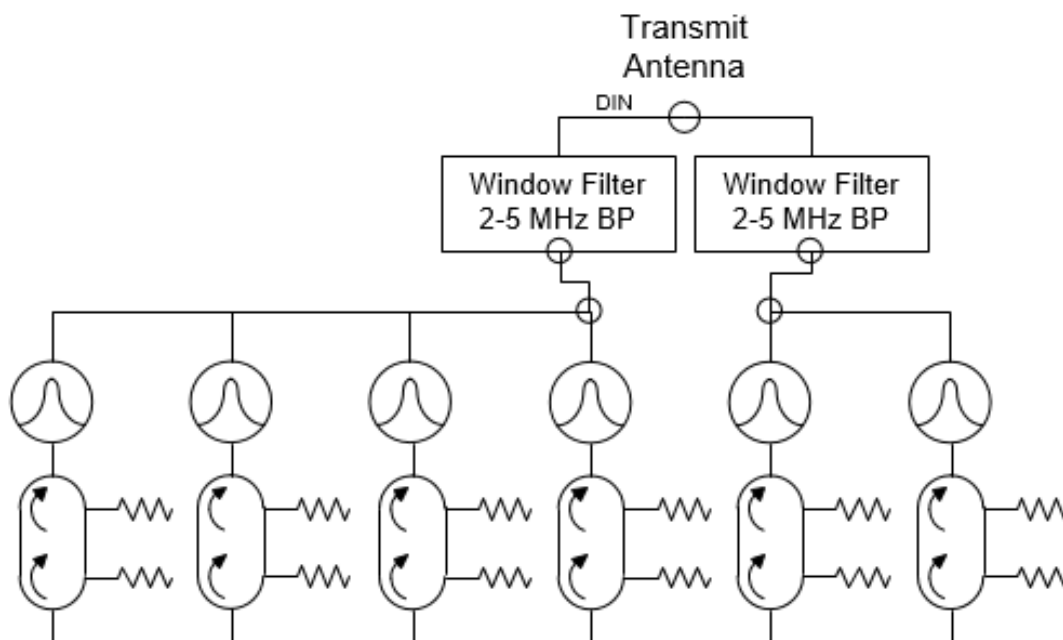 Transmit
Antenna
DIN
Window Filter
2-5 MHz BP
Window Filter
2-5 MHz BP